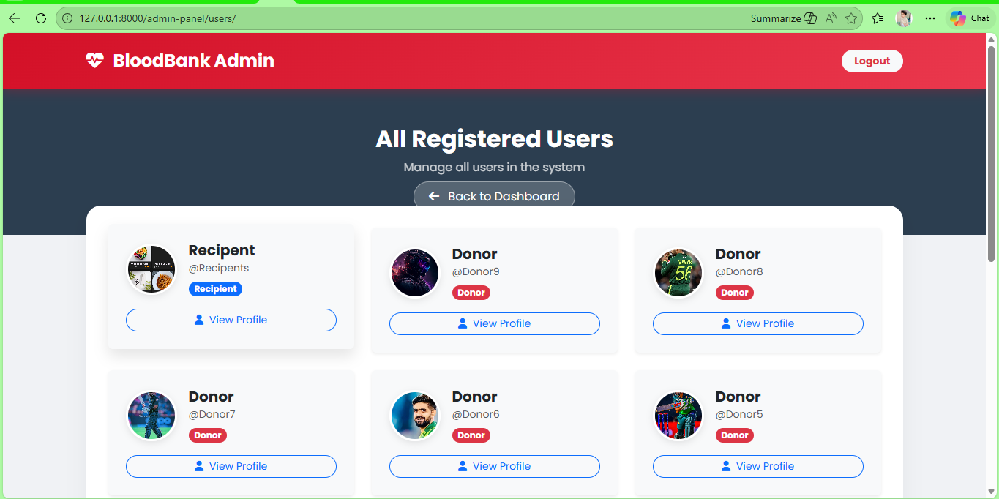 127.0.0.1:8000/admin-panel/users/
Summarize
Chat
BloodBank Admin
Logout
All Registered Users
Manage all users in the system
Back to Dashboard
Recipent
@Recipents
Recipient
View Profile
Donor
@Donor9
Donor
View Profile
Donor
@Donor8
Donor
View Profile
Donor
@Donor7
Donor
View Profile
Donor
@Donor6
Donor
View Profile
Donor
@Donor5
Donor
View Profile
BABAR
56